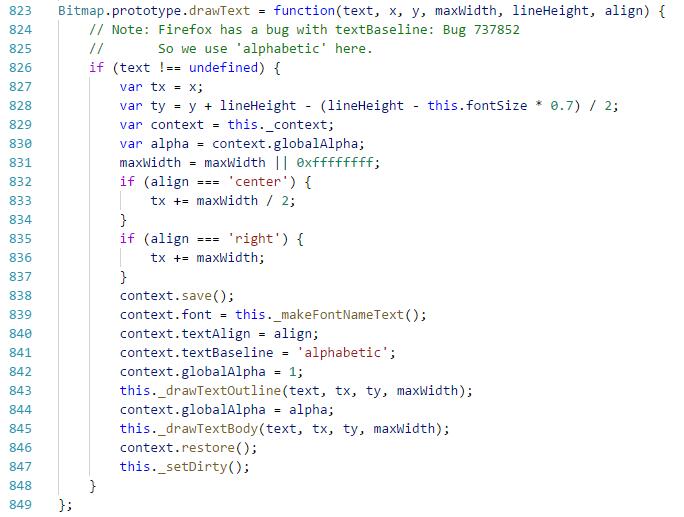 823 Bitmap.prototype.drawText = function(text, x, y, maxWidth, lineHeight, align) {
824     // Note: Firefox has a bug with textBaseline: Bug 737852
825     //       So we use 'alphabetic' here.
826     if (text !== undefined) {
827         var tx = x;
828         var ty = y + lineHeight - (lineHeight - this.fontSize * 0.7) / 2;
829         var context = this._context;
830         var alpha = context.globalAlpha;
831         maxWidth = maxWidth || 0xffffffff;
832         if (align === 'center') {
833             tx += maxWidth / 2;
834         }
835         if (align === 'right') {
836             tx += maxWidth;
837         }
838         context.save();
839         context.font = this._makeFontNameText();
840         context.textAlign = align;
841         context.textBaseline = 'alphabetic';
842         context.globalAlpha = 1;
843         this._drawTextOutline(text, tx, ty, maxWidth);
844         context.globalAlpha = alpha;
845         this._drawTextBody(text, tx, ty, maxWidth);
846         context.restore();
847         this._setDirty();
848     }
849 };